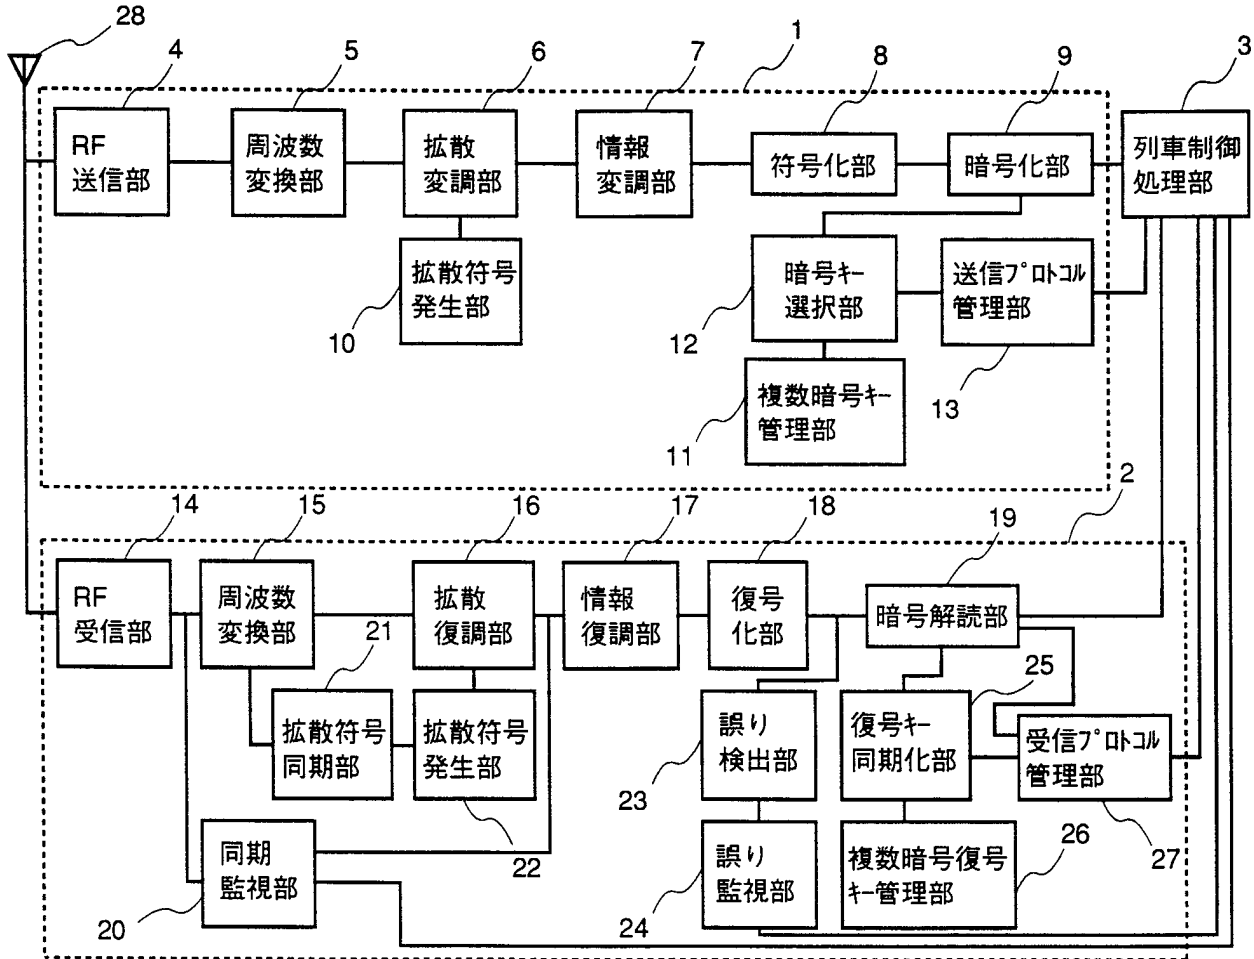 28
4
5
6
7
1
8
9
3
RF
送信部
周波数
変換部
拡散
変調部
情報
変調部
符号化部
暗号化部
列車制御
処理部
拡散符号
発生部
10
暗号ｷｰ
選択部
12
送信ﾌﾟﾛﾄｺﾙ
管理部
13
複数暗号ｷｰ
管理部
11
2
14
15
16
17
18
19
RF
受信部
周波数
変換部
拡散
復調部
情報
復調部
復号
化部
暗号解読部
21
拡散符号
同期部
拡散符号
発生部
22
誤り
検出部
23
復号ｷｰ
同期化部
25
受信ﾌﾟﾛﾄｺﾙ
管理部
27
同期
監視部
20
誤り
監視部
24
複数暗号復号
ｷｰ管理部
26